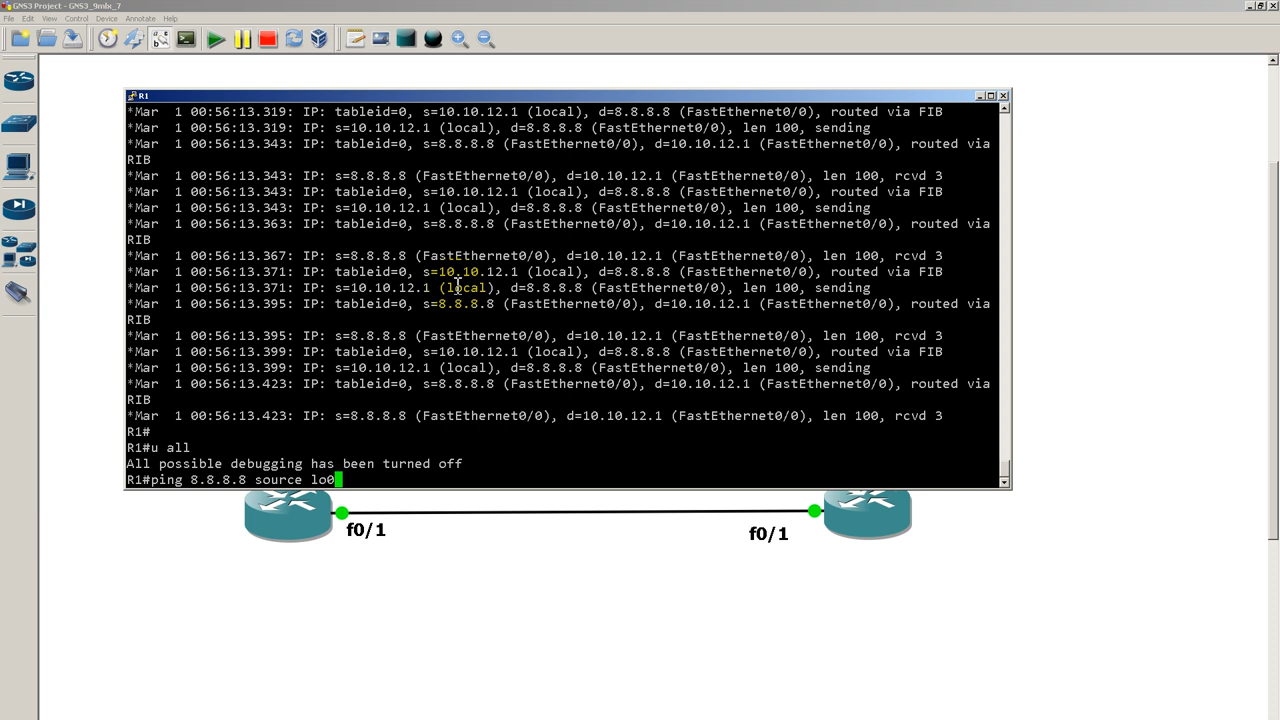 GNS3 Project - GNS3_9mlx_7
File Edit View Control Device Annotate Help
R1
*Mar  1 00:56:13.319: IP: tableid=0, s=10.10.12.1 (local), d=8.8.8.8 (FastEthernet0/0), routed via FIB
*Mar  1 00:56:13.319: IP: s=10.10.12.1 (local), d=8.8.8.8 (FastEthernet0/0), len 100, sending
*Mar  1 00:56:13.343: IP: tableid=0, s=8.8.8.8 (FastEthernet0/0), d=10.10.12.1 (FastEthernet0/0), routed via
RIB
*Mar  1 00:56:13.343: IP: s=8.8.8.8 (FastEthernet0/0), d=10.10.12.1 (FastEthernet0/0), len 100, rcvd 3
*Mar  1 00:56:13.343: IP: tableid=0, s=10.10.12.1 (local), d=8.8.8.8 (FastEthernet0/0), routed via FIB
*Mar  1 00:56:13.343: IP: s=10.10.12.1 (local), d=8.8.8.8 (FastEthernet0/0), len 100, sending
*Mar  1 00:56:13.363: IP: tableid=0, s=8.8.8.8 (FastEthernet0/0), d=10.10.12.1 (FastEthernet0/0), routed via
RIB
*Mar  1 00:56:13.367: IP: s=8.8.8.8 (FastEthernet0/0), d=10.10.12.1 (FastEthernet0/0), len 100, rcvd 3
*Mar  1 00:56:13.371: IP: tableid=0, s=10.10.12.1 (local), d=8.8.8.8 (FastEthernet0/0), routed via FIB
*Mar  1 00:56:13.371: IP: s=10.10.12.1 (local), d=8.8.8.8 (FastEthernet0/0), len 100, sending
*Mar  1 00:56:13.395: IP: tableid=0, s=8.8.8.8 (FastEthernet0/0), d=10.10.12.1 (FastEthernet0/0), routed via
RIB
*Mar  1 00:56:13.395: IP: s=8.8.8.8 (FastEthernet0/0), d=10.10.12.1 (FastEthernet0/0), len 100, rcvd 3
*Mar  1 00:56:13.399: IP: tableid=0, s=10.10.12.1 (local), d=8.8.8.8 (FastEthernet0/0), routed via FIB
*Mar  1 00:56:13.399: IP: s=10.10.12.1 (local), d=8.8.8.8 (FastEthernet0/0), len 100, sending
*Mar  1 00:56:13.423: IP: tableid=0, s=8.8.8.8 (FastEthernet0/0), d=10.10.12.1 (FastEthernet0/0), routed via
RIB
*Mar  1 00:56:13.423: IP: s=8.8.8.8 (FastEthernet0/0), d=10.10.12.1 (FastEthernet0/0), len 100, rcvd 3
R1#
R1#u all
All possible debugging has been turned off
R1#ping 8.8.8.8 source lo0
f0/1
f0/1